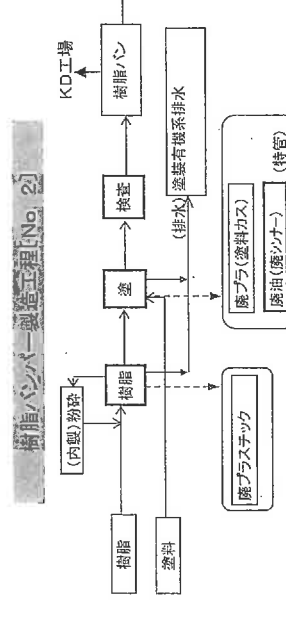 樹脂バンパー製造工程[No. 2]
KD工場
(内製)粉砕
樹脂
樹脂
塗
検査
樹脂バン
塗料
(排水)
塗装有機系排水
廃プラスチック
廃プラ(塗料カス)
廃油(廃シンナー)
(特管)